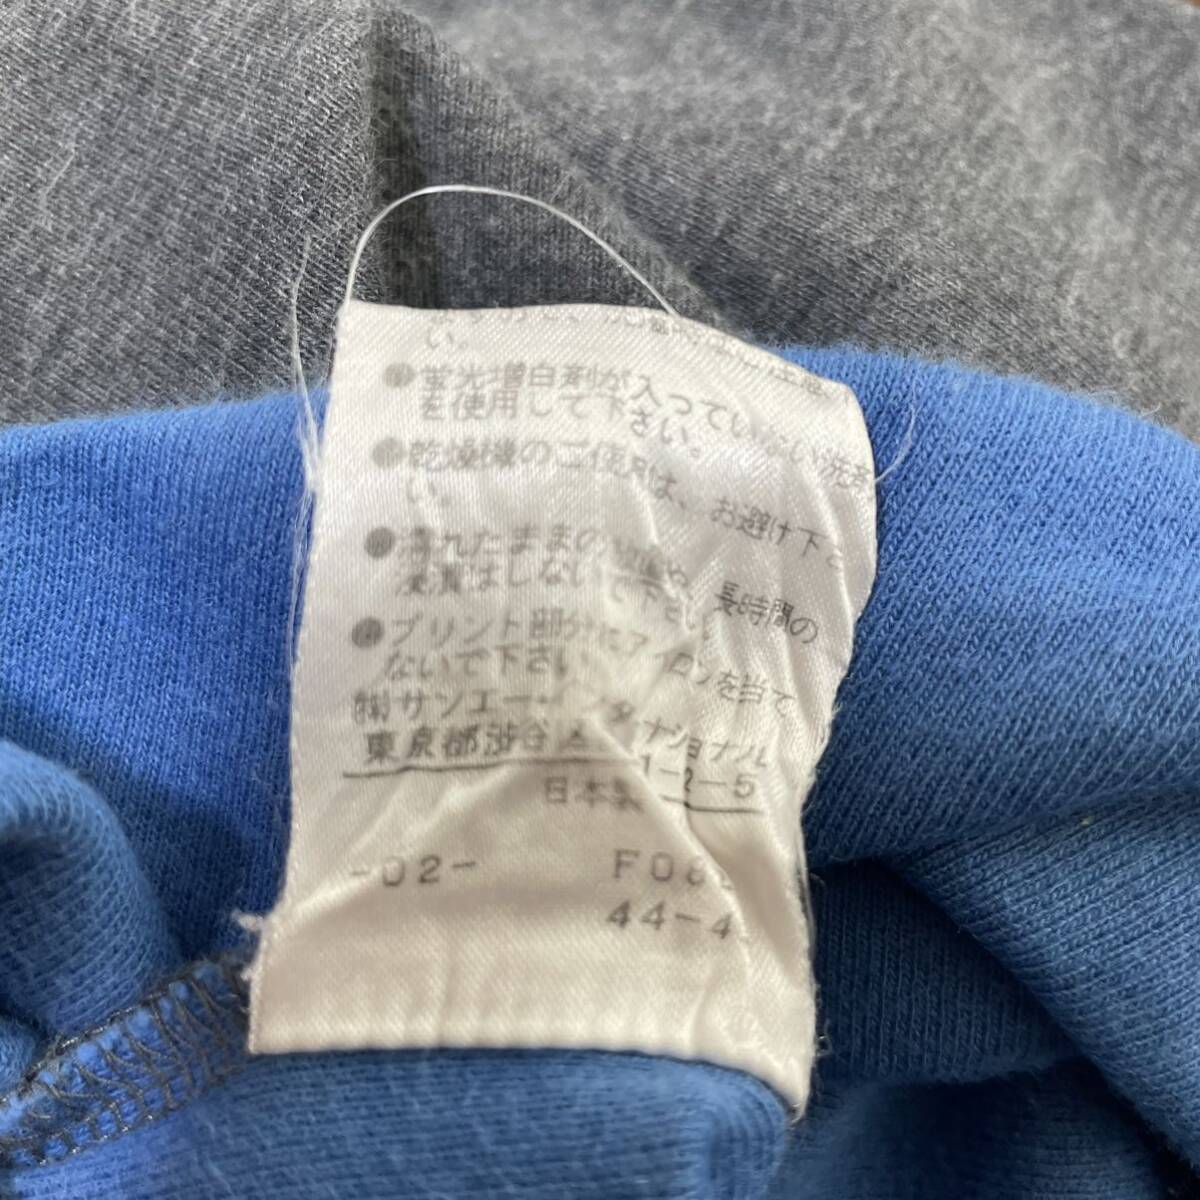 い。
●蛍光増白剤が入っていない洗剤
を使用して下さい。
●乾燥機のご使用は、お避け下さ
い。
●濡れたままの 長時間の
浸漬はしないで下さい。
●プリント部分にアイロンを当て
ないで下さい
㈱サンエー・インターナショナル
東京都渋谷区 1-2-5
日本製
-02- F08
44-4